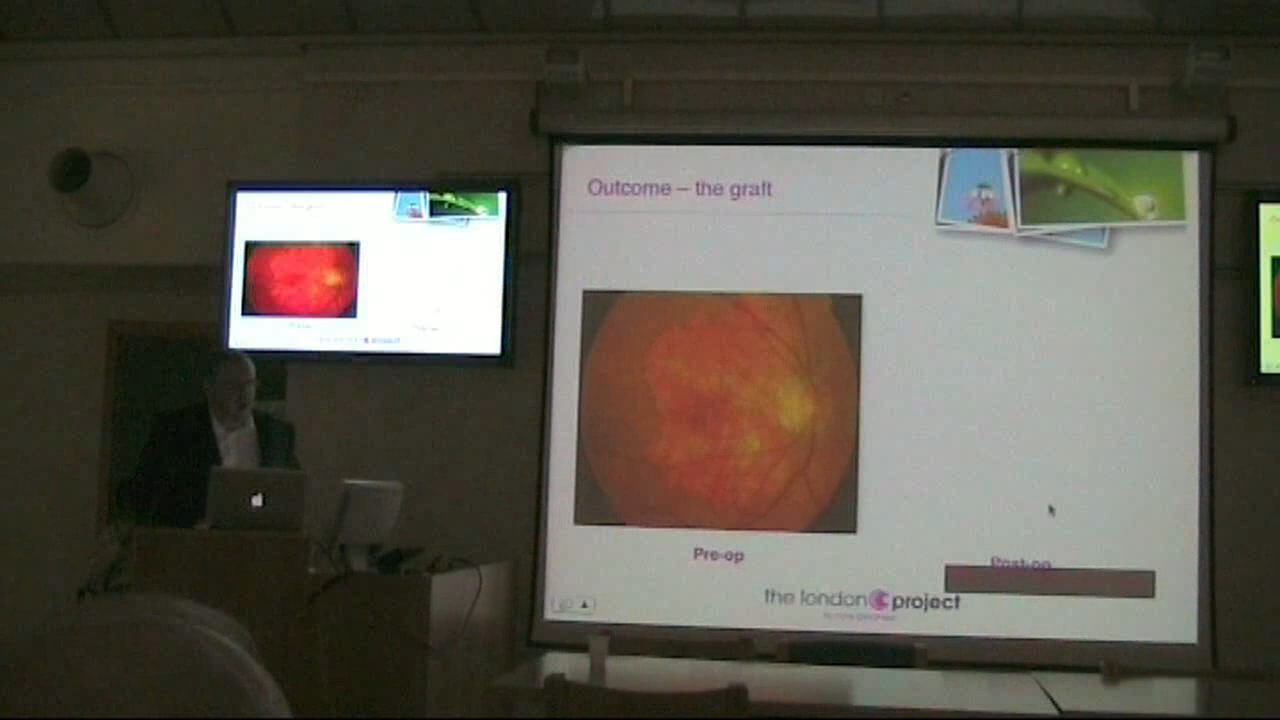 Outcome – the graft
Pre-op
Post-op
the london project